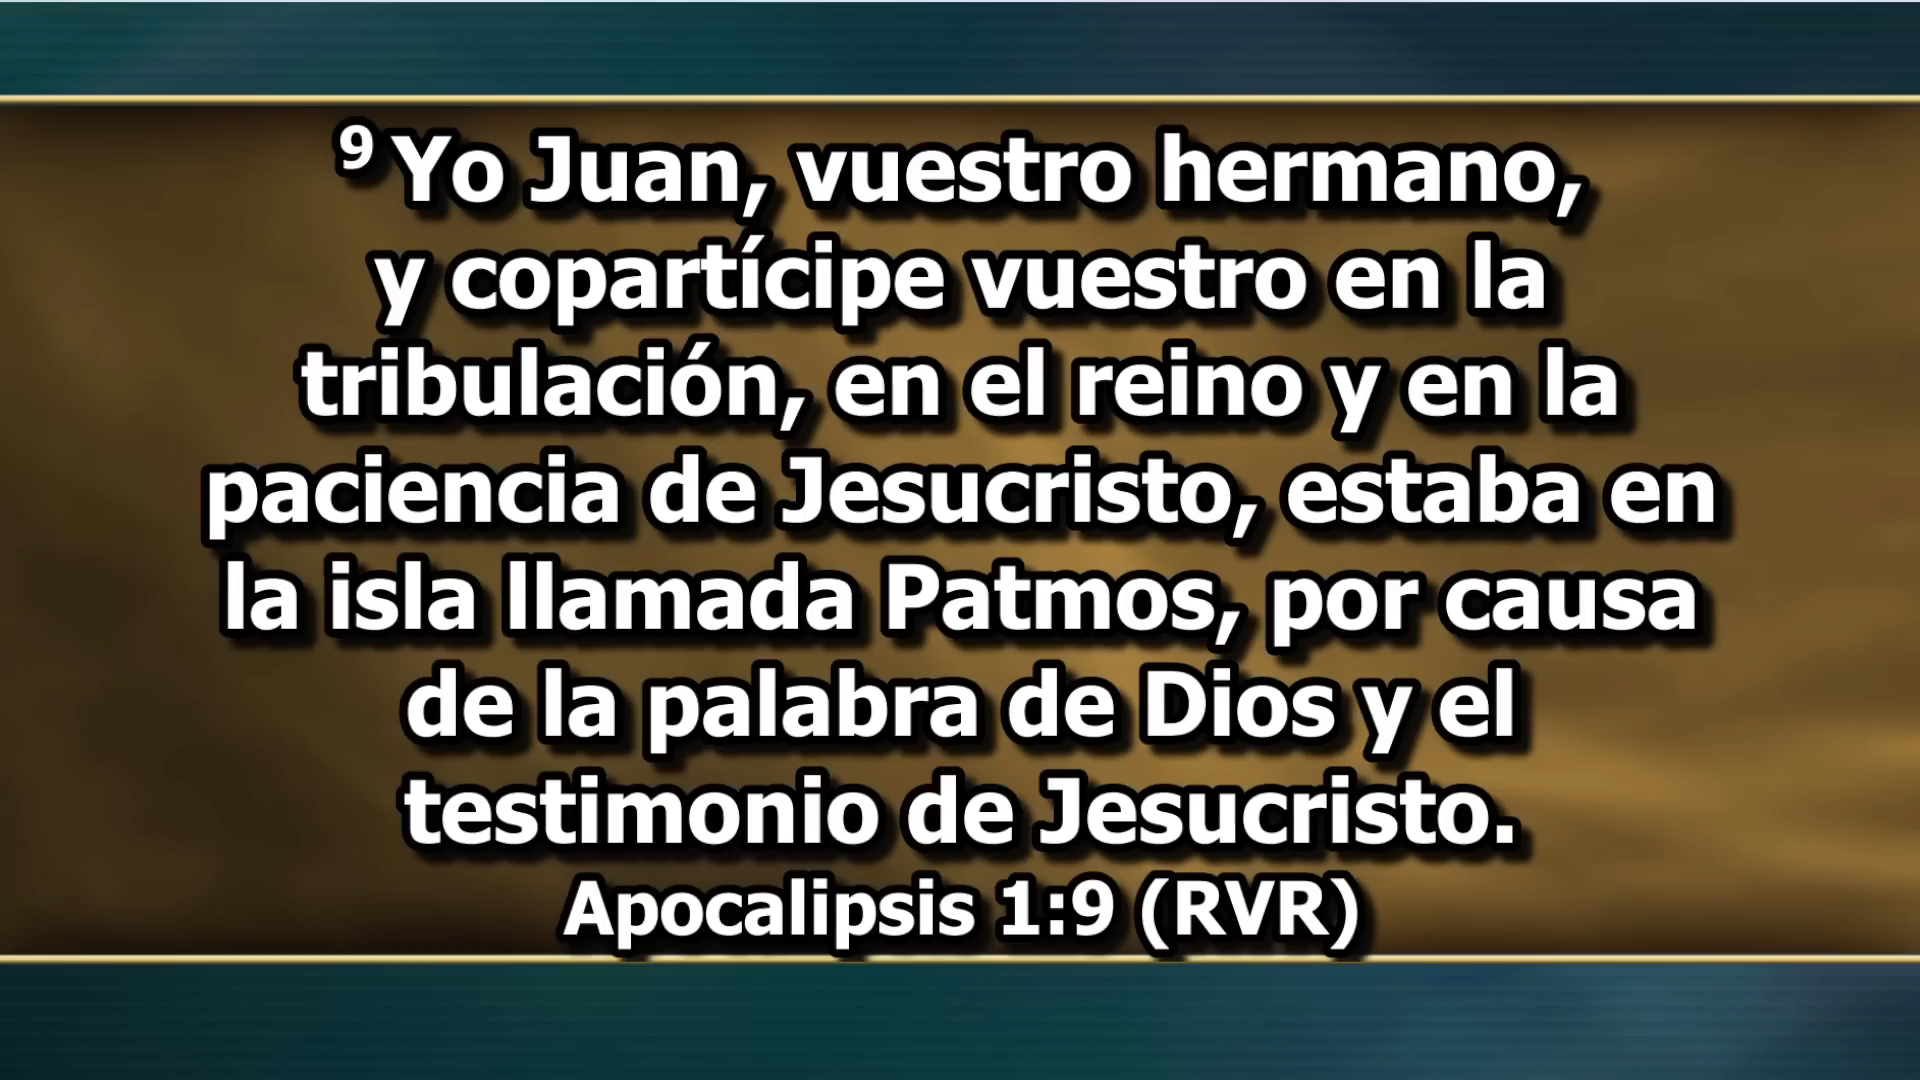 9 Yo Juan, vuestro hermano,
y copartícipe vuestro en la
tribulación, en el reino y en la
paciencia de Jesucristo, estaba en
la isla llamada Patmos, por causa
de la palabra de Dios y el
testimonio de Jesucristo.
Apocalipsis 1:9 (RVR)